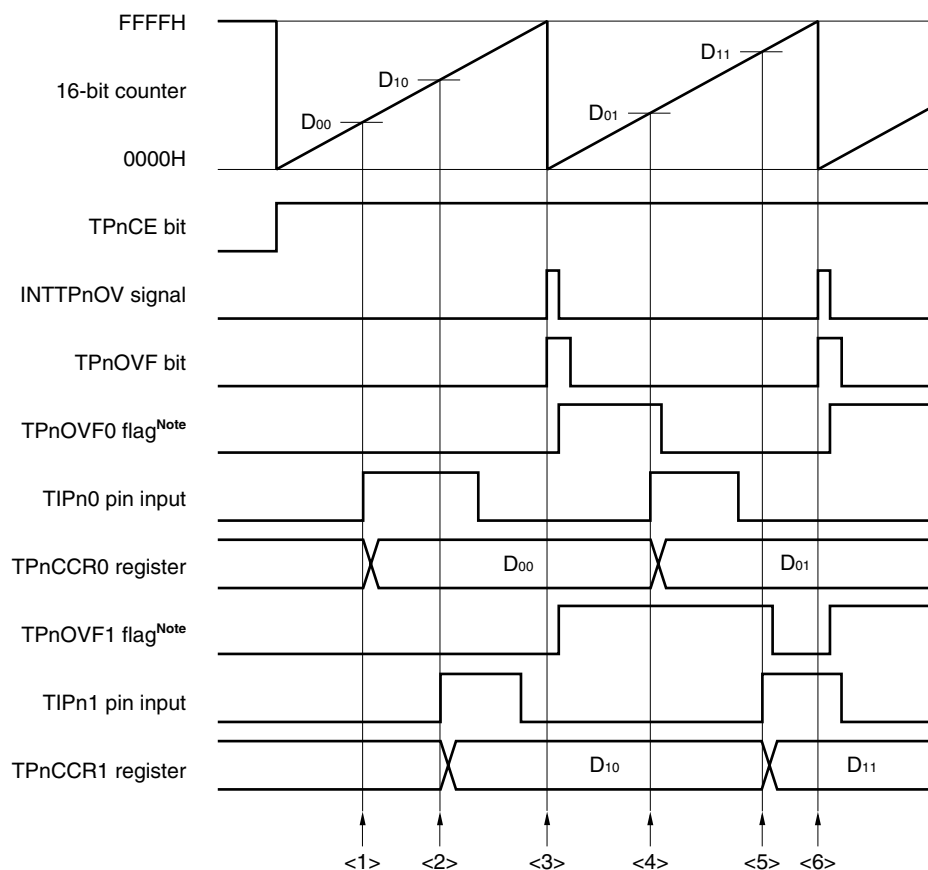 FFFFH
D11
D10
16-bit counter
D01
D00
0000H
TPnCE bit
INTTPnOV signal
TPnOVF bit
TPnOVF0 flagNote
TIPn0 pin input
TPnCCR0 register
D00
D01
TPnOVF1 flagNote
TIPn1 pin input
TPnCCR1 register
D10
D11
<1>
<2>
<3>
<4>
<5>
<6>